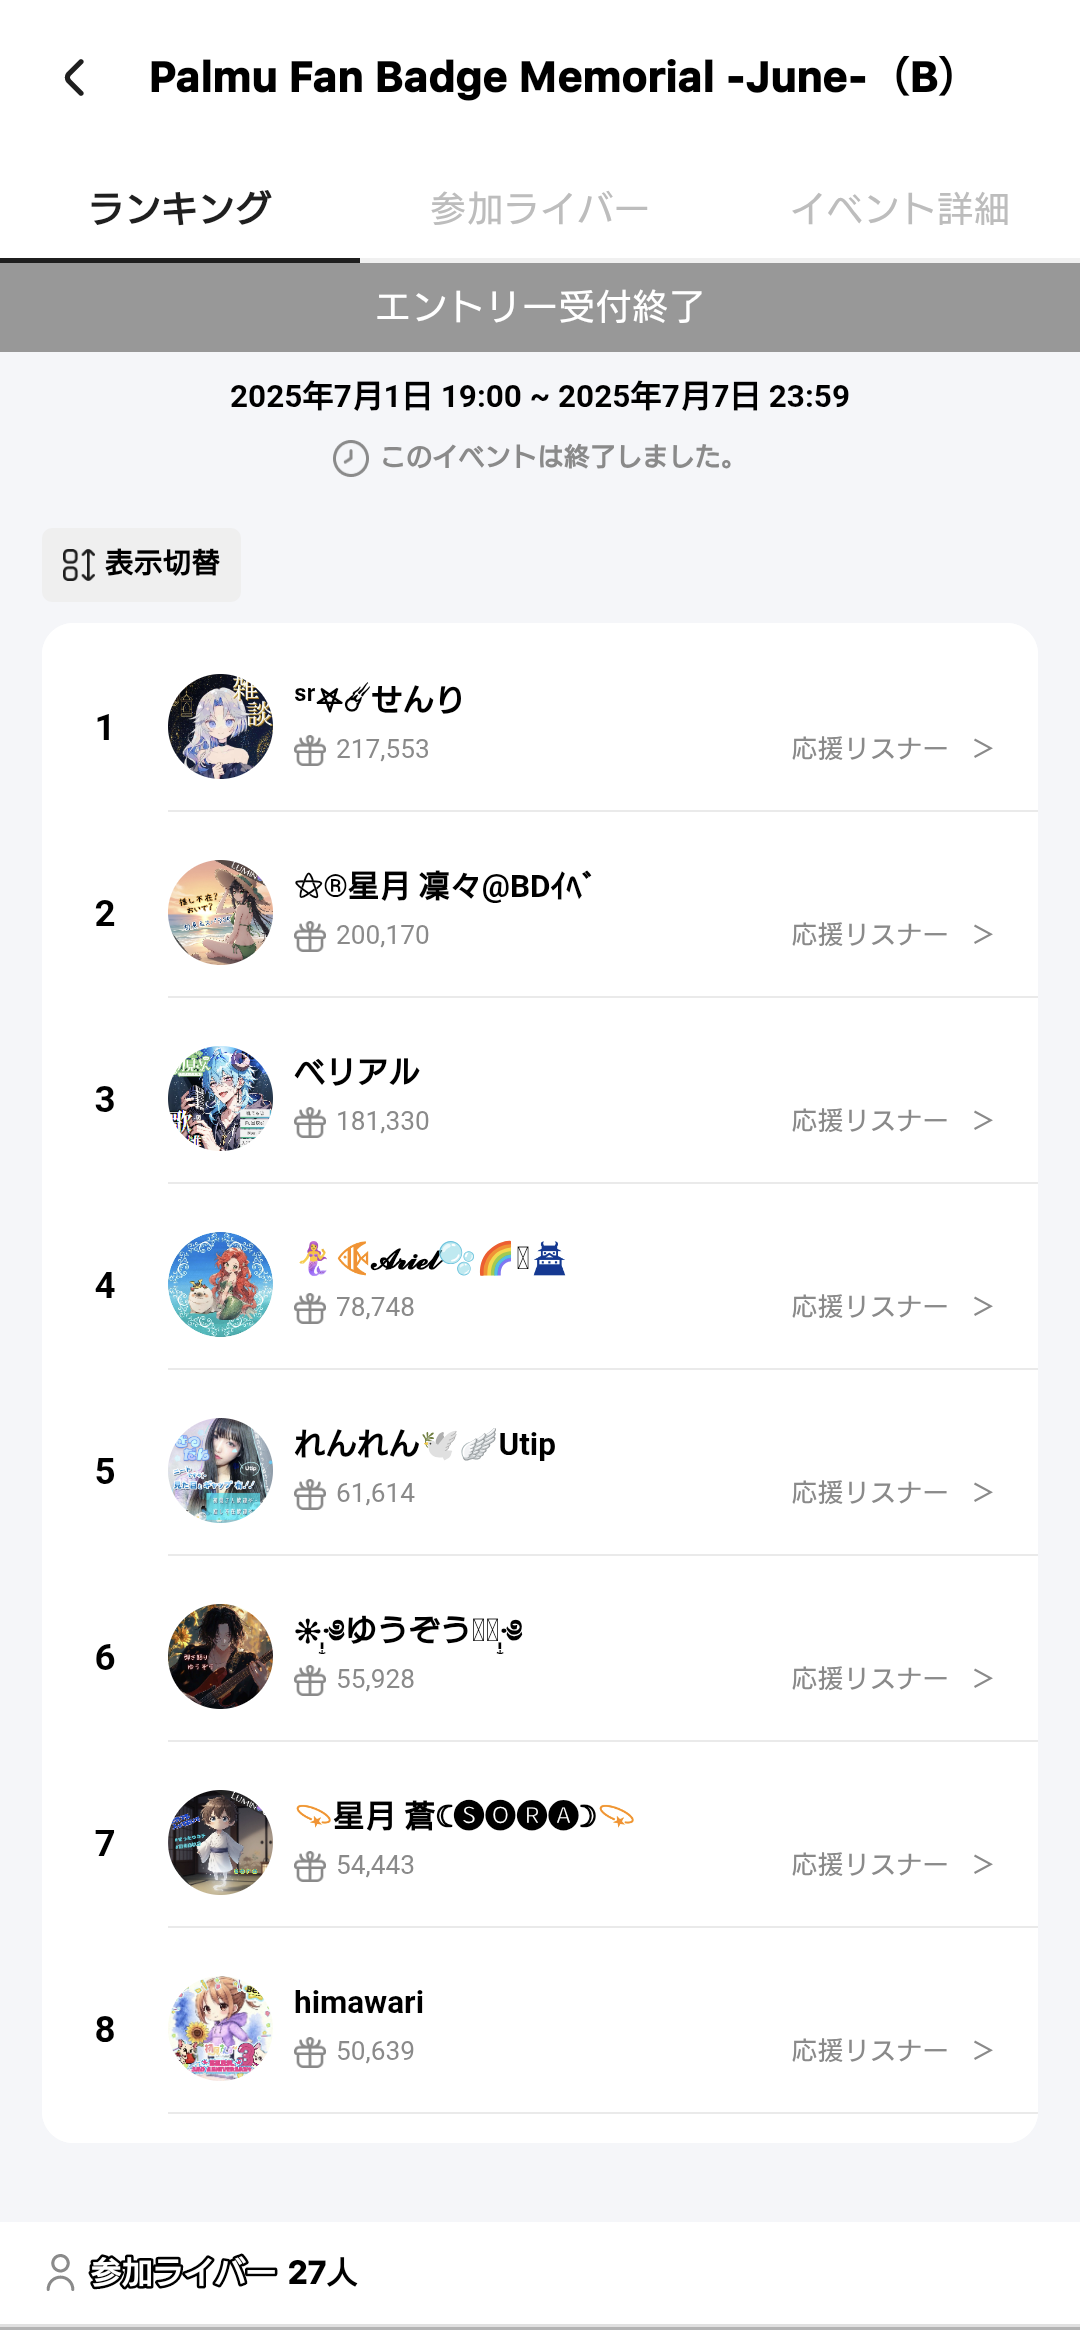 Palmu Fan Badge Memorial -June-（B）
ランキング 参加ライバー イベント詳細
エントリー受付終了
2025年7月1日 19:00 ~ 2025年7月7日 23:59
このイベントは終了しました。
表示切替
1 ˢʳ⛧☄せんり
217,553 応援リスナー >
2 ⚝®星月 凜々@BDｲﾍﾞ
200,170 応援リスナー >
3 ベリアル
181,330 応援リスナー >
4 🧜‍♀️🐠𝓐𝓻𝓲𝓮𝓵🫧🌈🏯
78,748 応援リスナー >
5 れんれん🕊️🪽Utip
61,614 応援リスナー >
6 ゆうぞう
55,928 応援リスナー >
7 💫星月 蒼☾🅢🅞🅡🅐☽💫
54,443 応援リスナー >
8 himawari
50,639 応援リスナー >
参加ライバー 27人